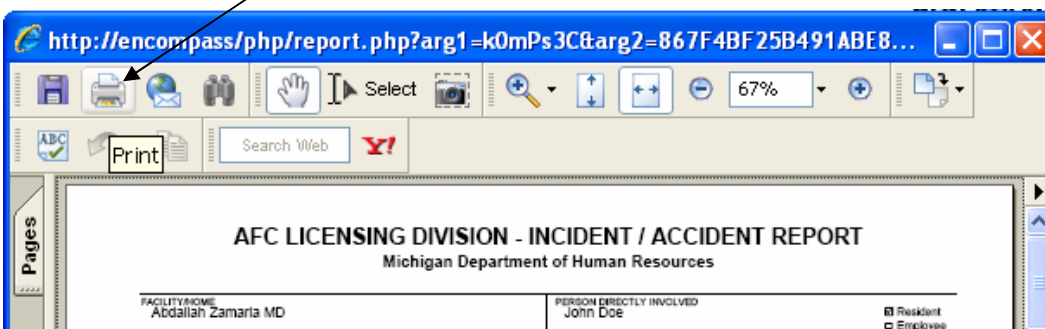 http://encompass/php/report.php?arg1=k0mPs3C&arg2=867F4BF25B491ABE8...
Select
67%
ABC
Print
Search Web
Y!
Pages
AFC LICENSING DIVISION - INCIDENT / ACCIDENT REPORT
Michigan Department of Human Resources
FACILITY/HOME
Abdallah Zamaria MD
PERSON DIRECTLY INVOLVED
John Doe
Resident
Employee